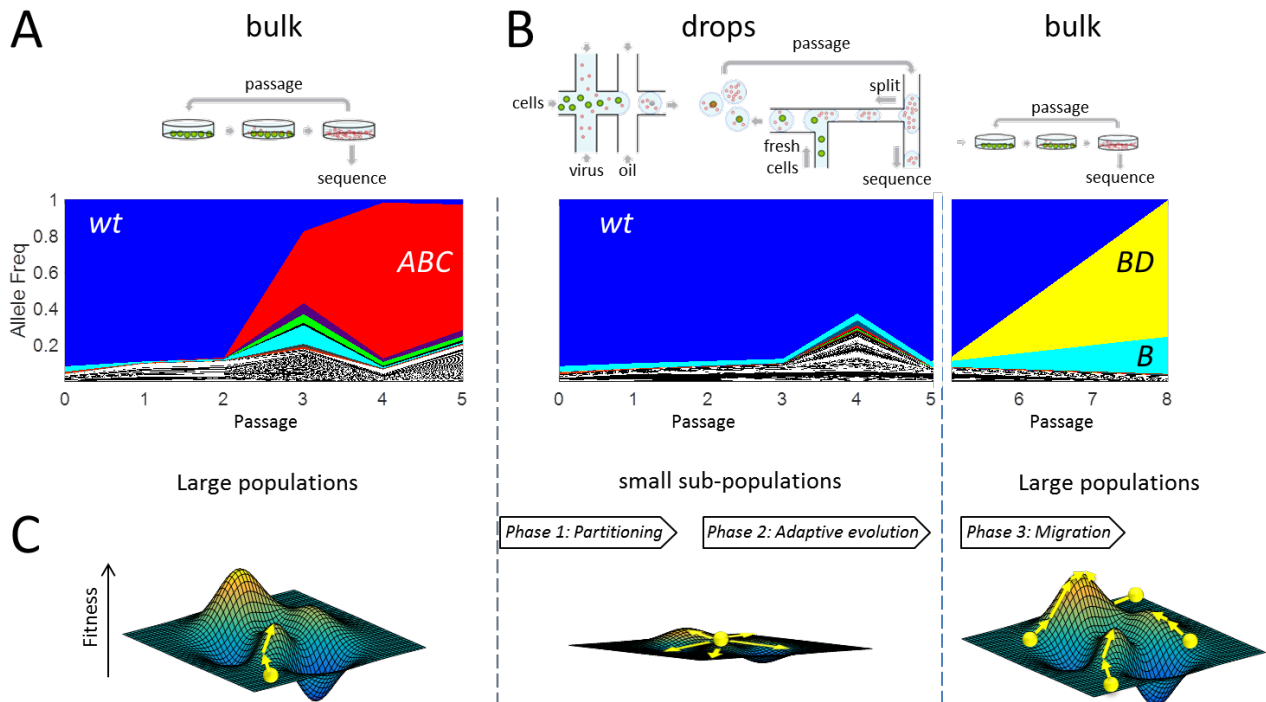 A
bulk
passage
sequence
B
drops
bulk
passage
cells
split
virus
oil
fresh
cells
sequence
passage
sequence
Allele Freq
1
0.8
0.6
0.4
0.2
wt
ABC
0
1
2
3
4
5
Passage
wt
0
1
2
3
4
5
Passage
BD
B
6
7
8
Passage
Large populations
small sub-populations
Large populations
C
Phase 1: Partitioning
Phase 2: Adaptive evolution
Phase 3: Migration
Fitness